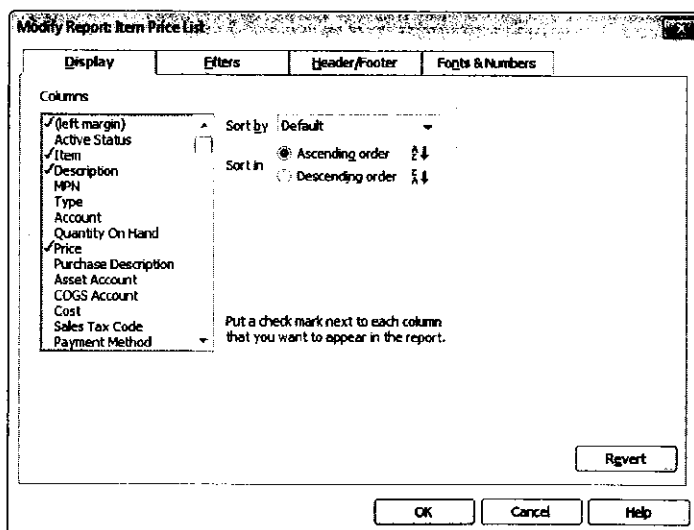 Modify Report: Item Price List
Display Filters Header/Footer Fonts & Numbers
Columns
✓(left margin)
Active Status
✓Item
✓Description
MPN
Type
Account
Quantity On Hand
✓Price
Purchase Description
Asset Account
COGS Account
Cost
Sales Tax Code
Payment Method
Sort by Default
Sort in
Ascending order
Descending order
Put a check mark next to each column
that you want to appear in the report.
Revert
OK Cancel Help